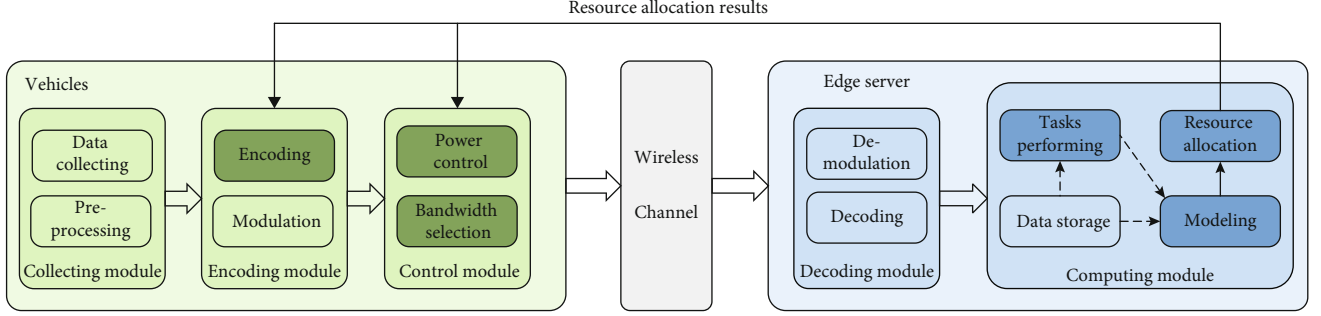 Resource allocation results
Vehicles
Data
collecting
Pre-
processing
Collecting module
Encoding
Modulation
Encoding module
Power
control
Bandwidth
selection
Control module
Wireless
Channel
Edge server
De-
modulation
Decoding
Decoding module
Tasks
performing
Resource
allocation
Data storage
Modeling
Computing module